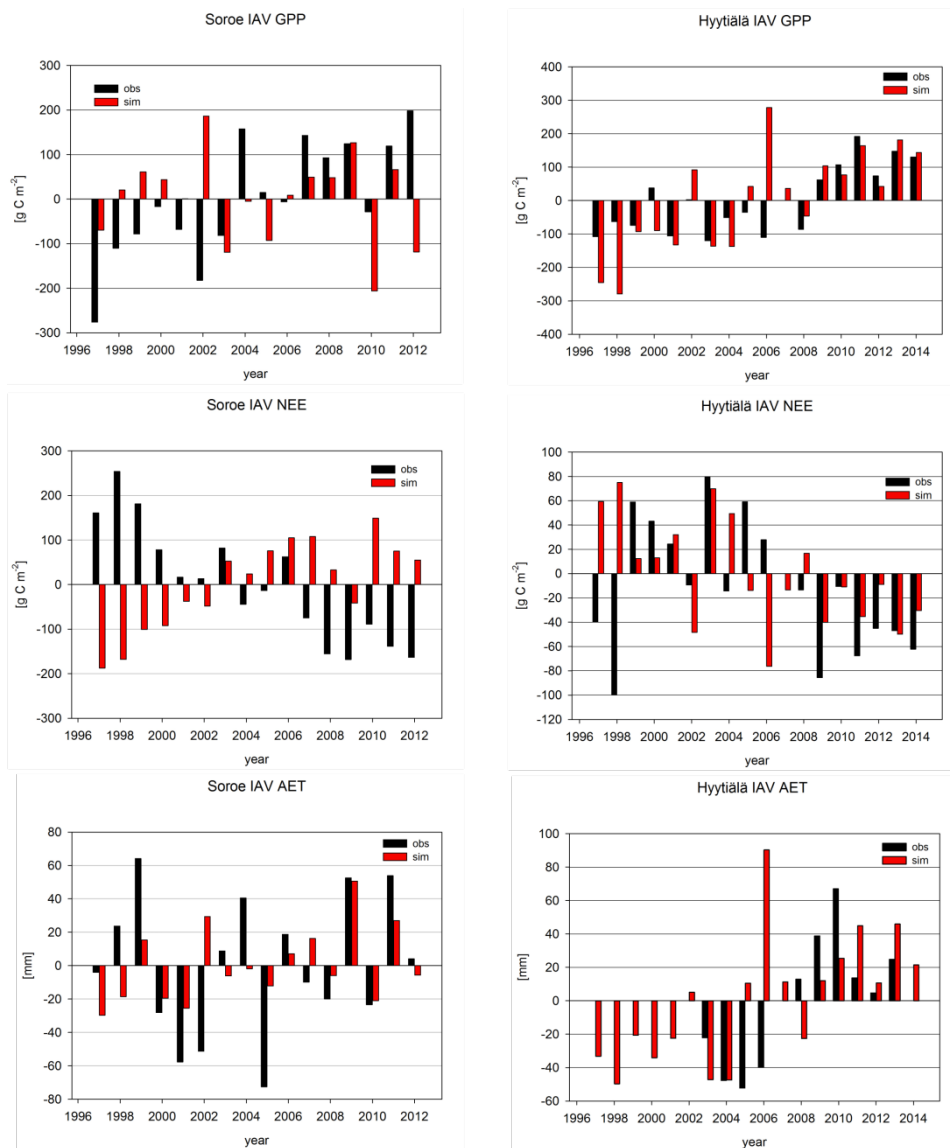 Soroe IAV GPP
300
200
100
0
-100
-200
-300
[g C m-2]
obs
sim
1996 1998 2000 2002 2004 2006 2008 2010 2012
year
Hyytiälä IAV GPP
400
300
200
100
0
-100
-200
-300
-400
[g C m-2]
obs
sim
1996 1998 2000 2002 2004 2006 2008 2010 2012 2014
year
Soroe IAV NEE
300
200
100
0
-100
-200
-300
[g C m-2]
obs
sim
1996 1998 2000 2002 2004 2006 2008 2010 2012
year
Hyytiälä IAV NEE
100
80
60
40
20
0
-20
-40
-60
-80
-100
-120
[g C m-2]
obs
sim
1996 1998 2000 2002 2004 2006 2008 2010 2012 2014
year
Soroe IAV AET
80
60
40
20
0
-20
-40
-60
-80
[mm]
obs
sim
1996 1998 2000 2002 2004 2006 2008 2010 2012
year
Hyytiälä IAV AET
100
80
60
40
20
0
-20
-40
-60
[mm]
obs
sim
1996 1998 2000 2002 2004 2006 2008 2010 2012 2014
year